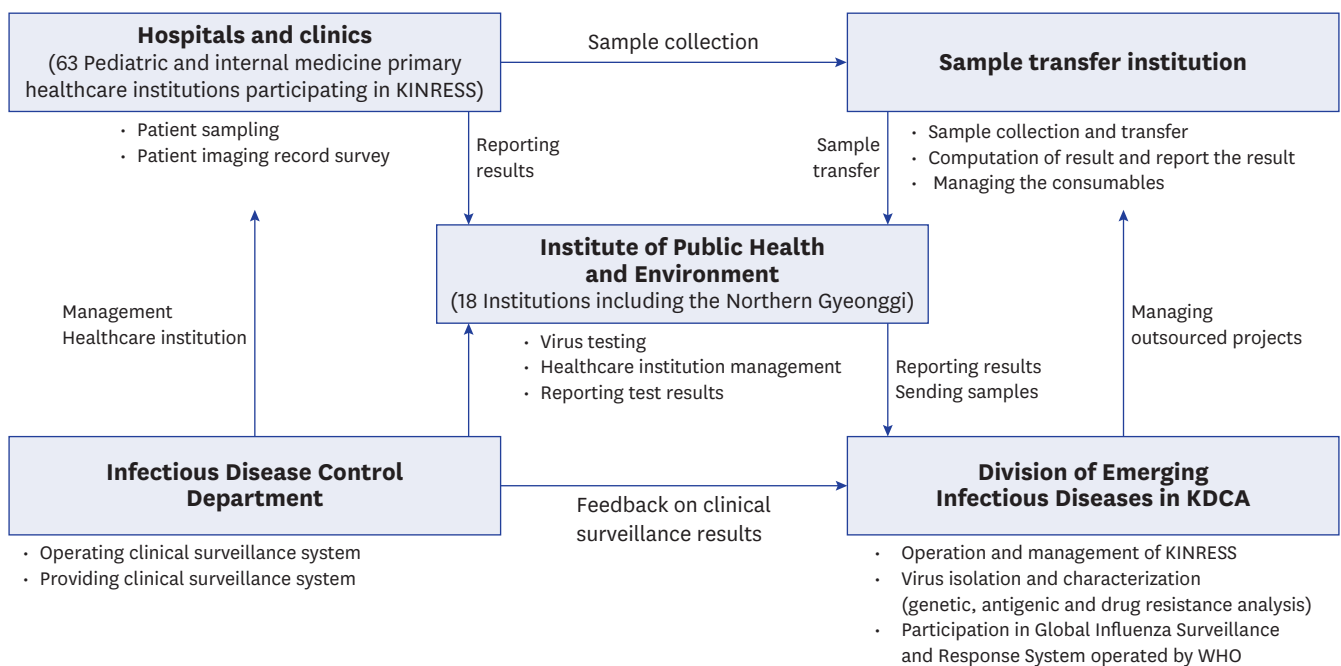 Hospitals and clinics
(63 Pediatric and internal medicine primary
healthcare institutions participating in KINRESS)
Sample collection
Sample transfer institution
· Patient sampling
· Patient imaging record survey
Reporting
results
Sample
transfer
· Sample collection and transfer
· Computation of result and report the result
· Managing the consumables
Institute of Public Health
and Environment
(18 Institutions including the Northern Gyeonggi)
Management
Healthcare institution
· Virus testing
· Healthcare institution management
· Reporting test results
Reporting results
Sending samples
Managing
outsourced projects
Infectious Disease Control
Department
Feedback on clinical
surveillance results
Division of Emerging
Infectious Diseases in KDCA
· Operating clinical surveillance system
· Providing clinical surveillance system
· Operation and management of KINRESS
· Virus isolation and characterization
(genetic, antigenic and drug resistance analysis)
· Participation in Global Influenza Surveillance
and Response System operated by WHO